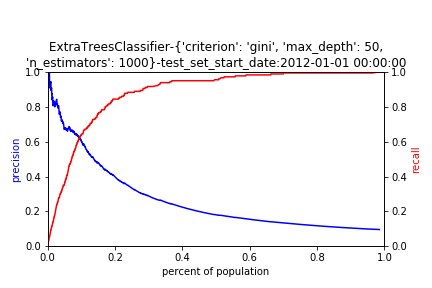 ExtraTreesClassifier-{'criterion': 'gini', 'max_depth': 50,
'n_estimators': 1000}-test_set_start_date:2012-01-01 00:00:00
1.0
0.8
0.6
0.4
0.2
0.0
precision
1.0
0.8
0.6
0.4
0.2
0.0
recall
0.0 0.2 0.4 0.6 0.8 1.0
percent of population